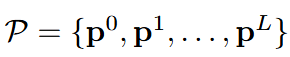 𝒫 = {𝐩⁰, 𝐩¹, . . . , 𝐩ᴸ}